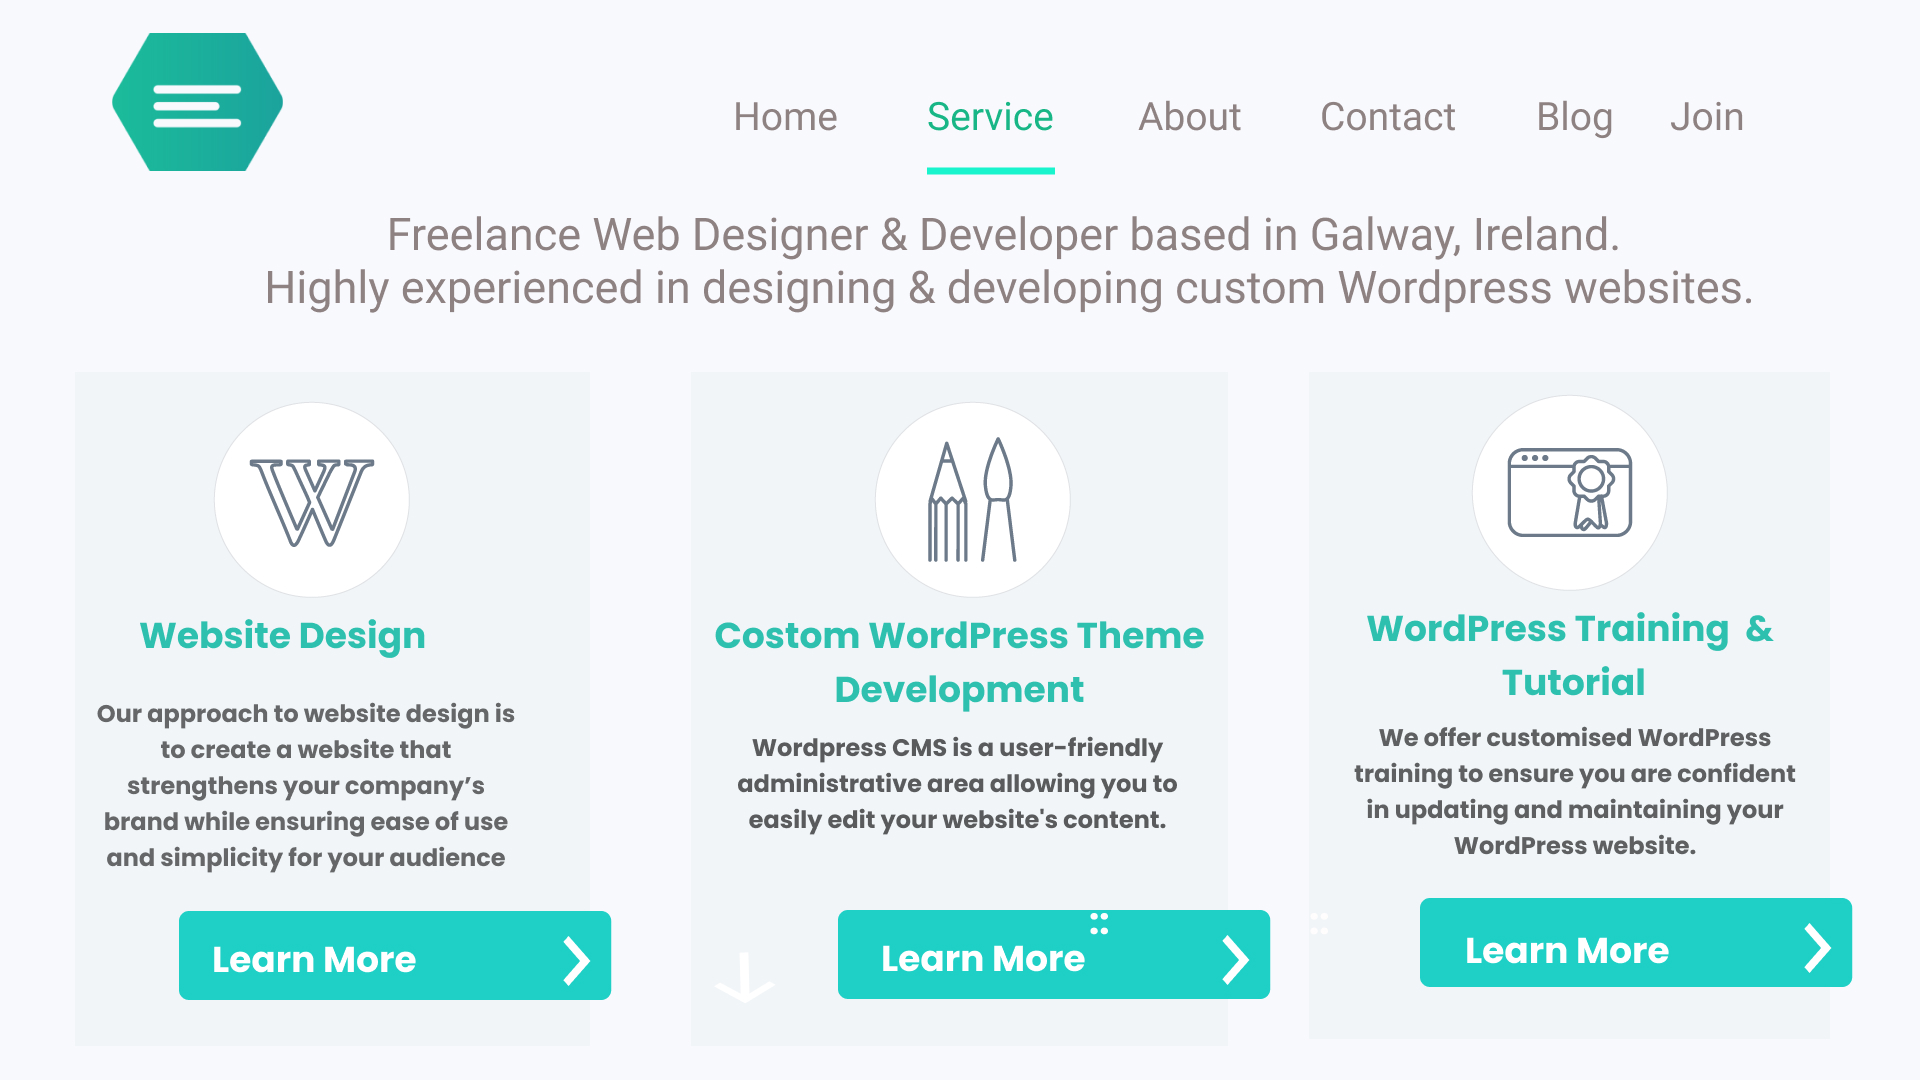 Home Service About Contact Blog Join
Freelance Web Designer & Developer based in Galway, Ireland.
Highly experienced in designing & developing custom Wordpress websites.
W
Website Design
Our approach to website design is
to create a website that
strengthens your company’s
brand while ensuring ease of use
and simplicity for your audience
Learn More
Costom WordPress Theme
Development
Wordpress CMS is a user-friendly
administrative area allowing you to
easily edit your website's content.
Learn More
WordPress Training &
Tutorial
We offer customised WordPress
training to ensure you are confident
in updating and maintaining your
WordPress website.
Learn More